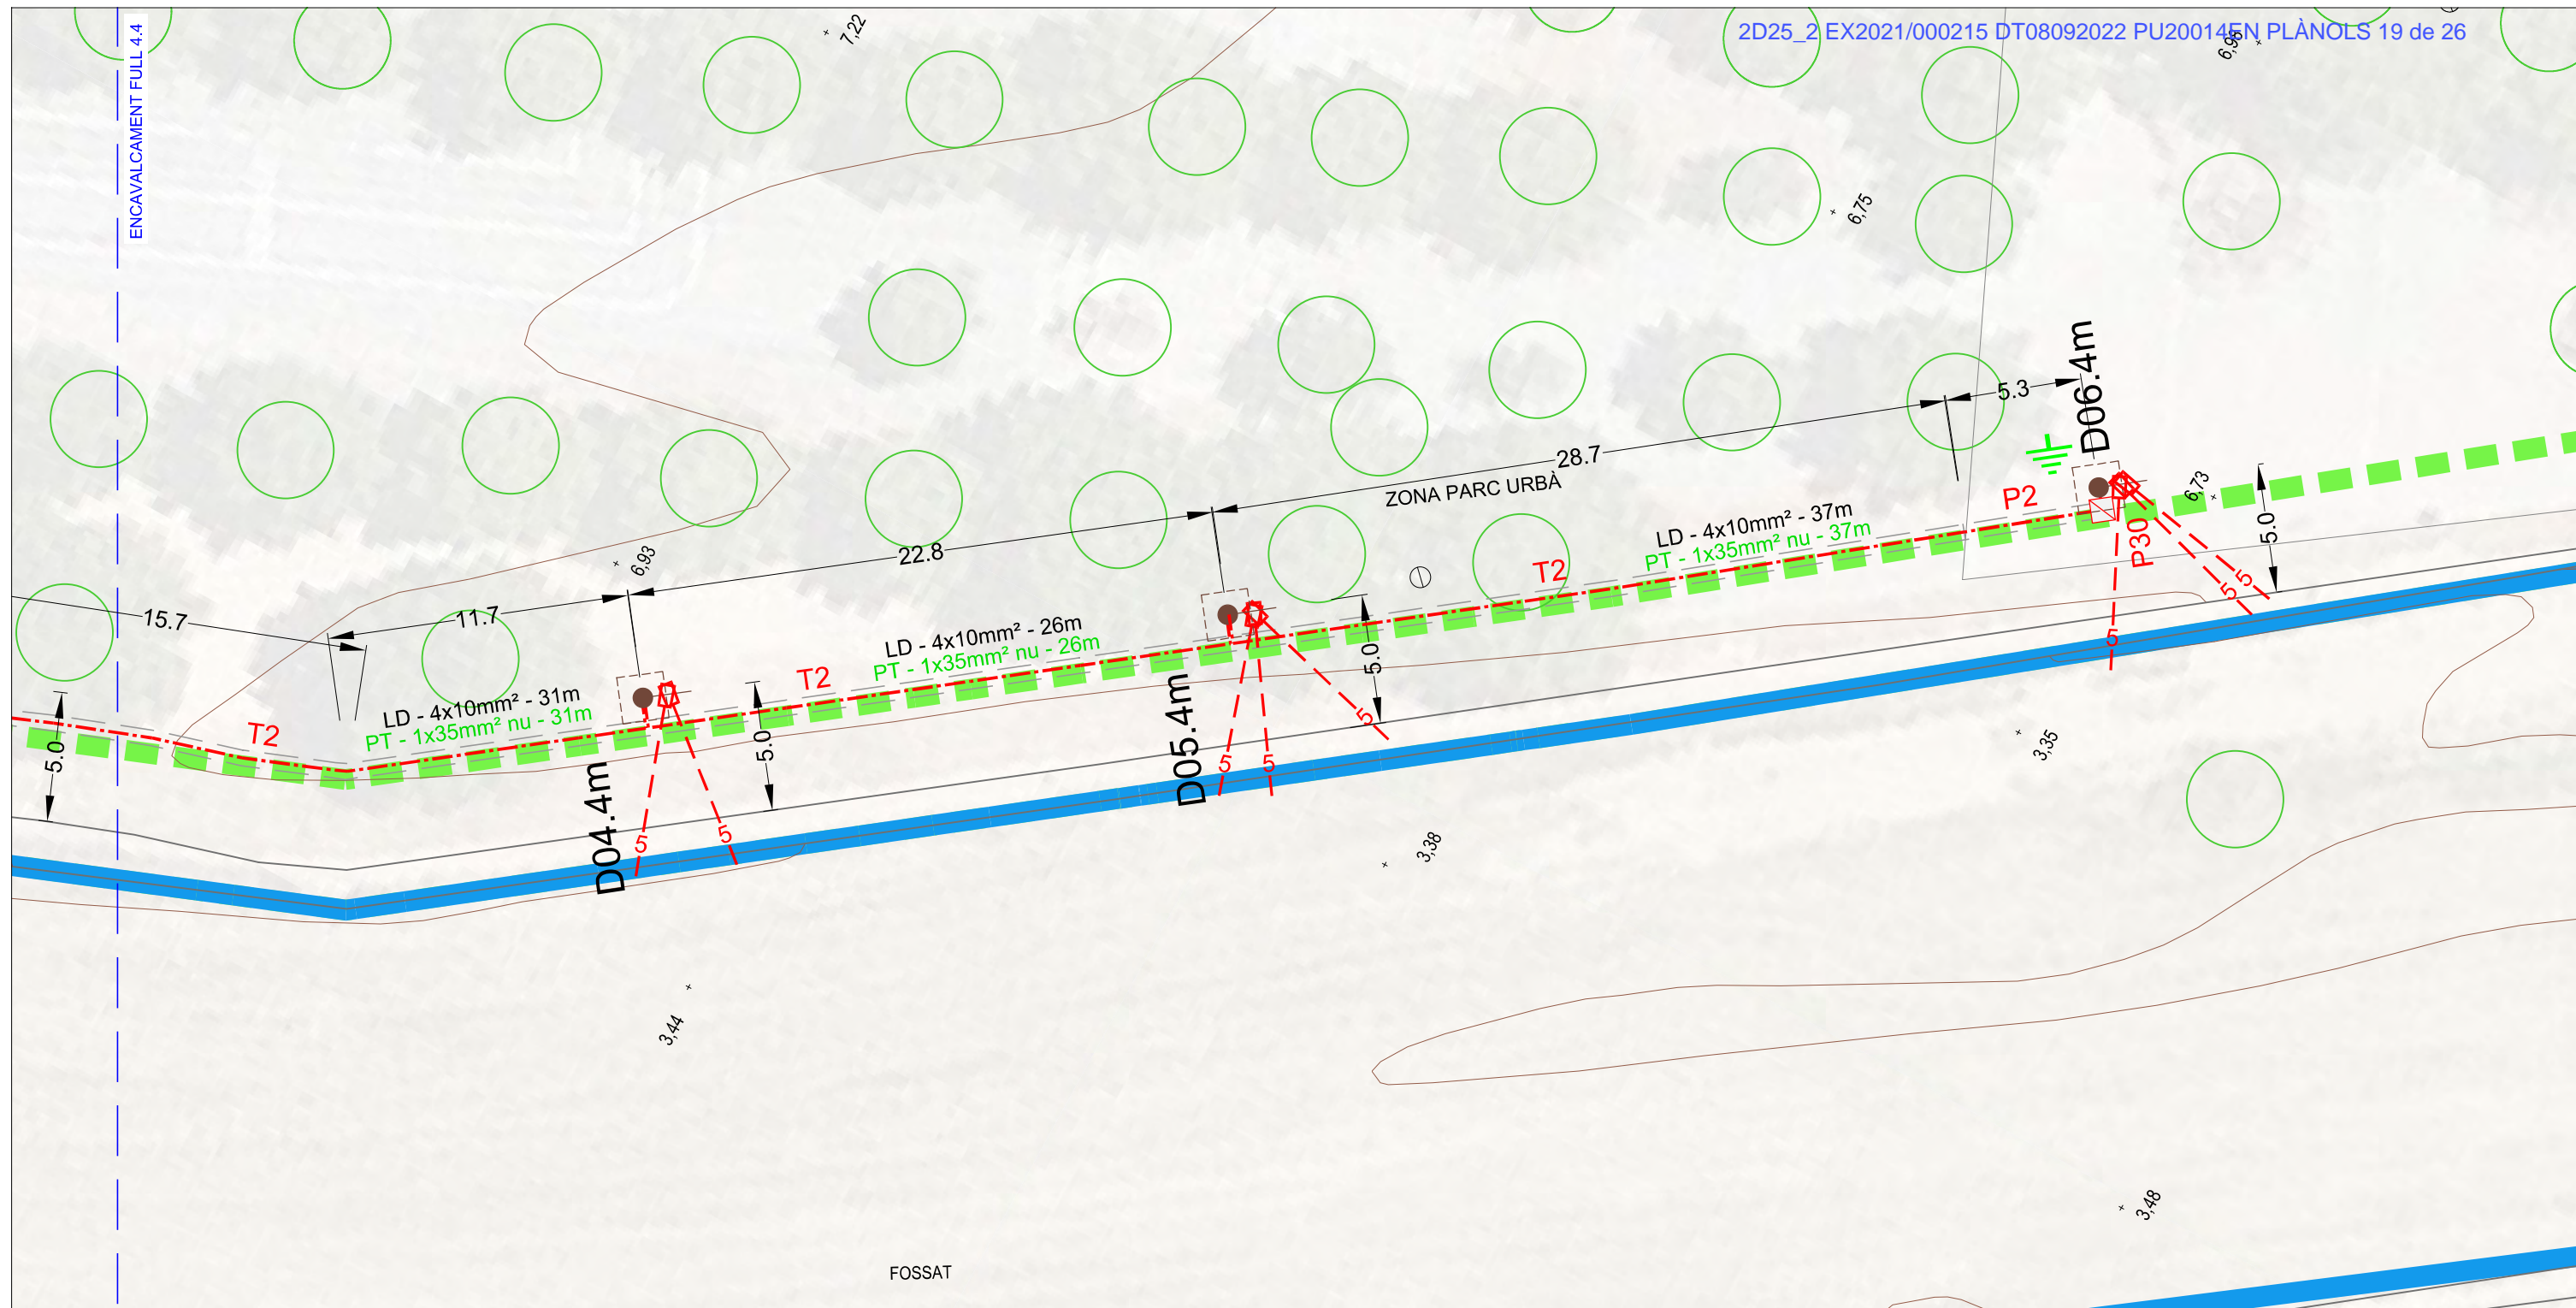 2D25_2 EX2021/000215 DT08092022 PU20014EN PLÀNOLS 19 de 26
ENCAVALCAMENT FULL 4.4
7,22
6,98
6,75
D06.4m
5.3
28.7
ZONA PARC URBÀ
P2
6,73
LD - 4x10mm² - 37m
PT - 1x35mm² nu - 37m
P30
5.0
22.8
6,93
T2
5
5
5
15.7
11.7
LD - 4x10mm² - 26m
PT - 1x35mm² nu - 26m
T2
5.0
LD - 4x10mm² - 31m
PT - 1x35mm² nu - 31m
T2
5.0
5.0
D05.4m
5
5
5
D04.4m
5
5
3,35
3,38
3,44
3,48
FOSSAT